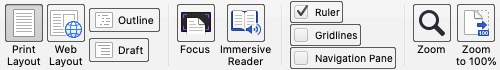 Print
Layout
Web
Layout
Outline
Draft
Focus
Immersive
Reader
Ruler
Gridlines
Navigation Pane
Zoom
Zoom
to 100%